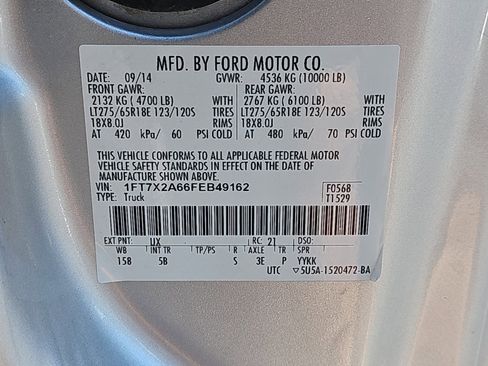 MFD. BY FORD MOTOR CO.
DATE: 09/14 GVWR: 4536 KG (10000 LB)
FRONT GAWR: REAR GAWR:
2132 KG ( 4700 LB) WITH 2767 KG ( 6100 LB) WITH
LT275/65R18E 123/120S TIRES LT275/65R18E 123/120S TIRES
18X8.0J RIMS 18X8.0J RIMS
AT 420 kPa/ 60 PSI COLD AT 480 kPa/ 70 PSI COLD
THIS VEHICLE CONFORMS TO ALL APPLICABLE FEDERAL MOTOR
VEHICLE SAFETY STANDARDS IN EFFECT ON THE DATE OF
MANUFACTURE SHOWN ABOVE.
VIN: 1FT7X2A66FEB49162 F0568
TYPE: Truck T1529
EXT PNT: UX RC: 21 DSO:
WB INT TR TP/PS R AXLE TR SPR
158 5B S 3E P YYKK
UTC ▽5U5A-1520472-BA